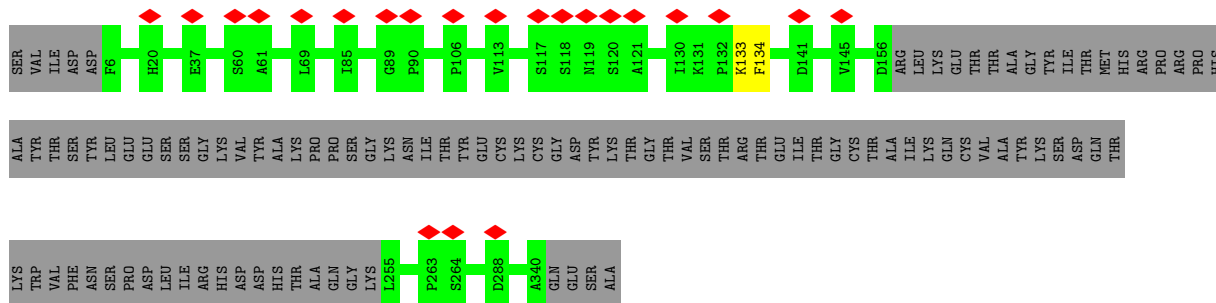 SER VAL ILE ASP ASP F6 H20 E37 S60 A61 L69 I85 G89 P90 P106 V113 S117 S118 N119 S120 A121 I130 K131 P132 K133 F134 D141 V145 D156 ARG LEU LYS GLU THR THR ALA GLY TYR ILE THR MET HIS ARG PRO ARG PRO HIS
ALA TYR THR SER TYR LEU GLU GLU SER SER GLY LYS VAL TYR ALA LYS PRO PRO SER GLY LYS ASN ILE THR TYR GLU CYS LYS CYS GLY ASP TYR LYS THR GLY THR VAL SER THR ARG THR GLU ILE THR GLY CYS THR ALA ILE LYS GLN CYS VAL ALA TYR LYS SER ASP GLN THR
LYS TRP VAL PHE ASN SER PRO ASP LEU ILE ARG HIS ASP ASP HIS THR ALA GLN GLY LYS L255 P263 S264 D288 A340 GLN GLU SER ALA